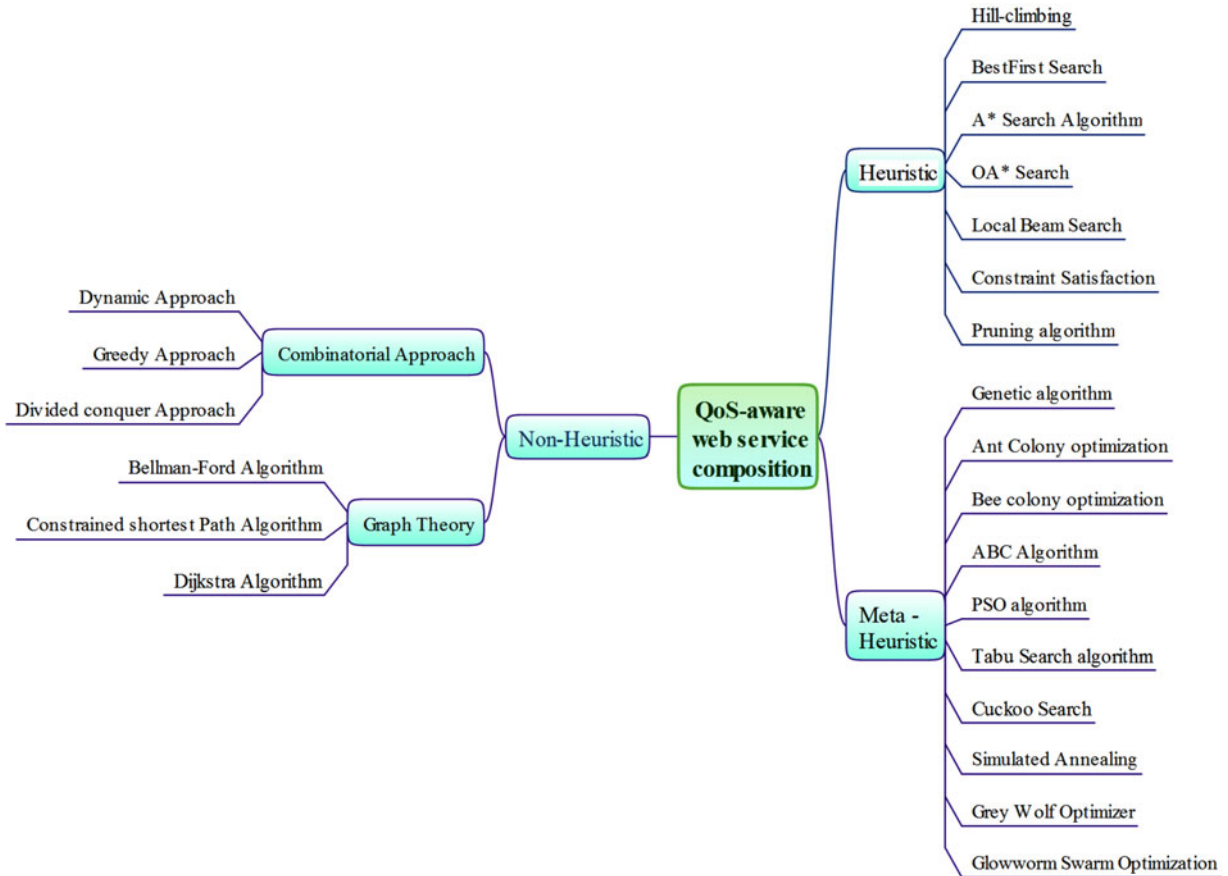 Hill-climbing
BestFirst Search
A* Search Algorithm
OA* Search
Local Beam Search
Constraint Satisfaction
Pruning algorithm
Heuristic
Dynamic Approach
Greedy Approach
Divided conquer Approach
Combinatorial Approach
Bellman-Ford Algorithm
Constrained shortest Path Algorithm
Dijkstra Algorithm
Graph Theory
Non-Heuristic
QoS-aware
web service
composition
Meta -
Heuristic
Genetic algorithm
Ant Colony optimization
Bee colony optimization
ABC Algorithm
PSO algorithm
Tabu Search algorithm
Cuckoo Search
Simulated Annealing
Grey Wolf Optimizer
Glowworm Swarm Optimization